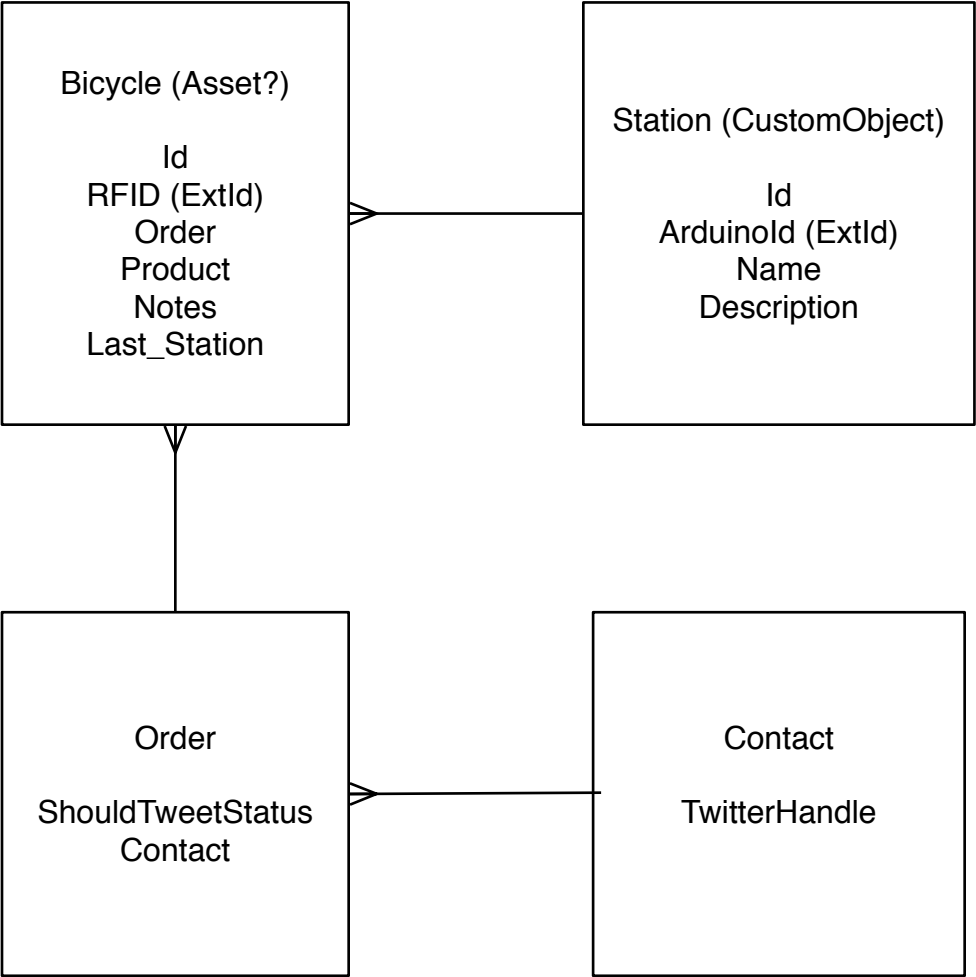 Bicycle (Asset?)
Id
RFID (ExtId)
Order
Product
Notes
Last_Station
Station (CustomObject)
Id
ArduinoId (ExtId)
Name
Description
Order
ShouldTweetStatus
Contact
Contact
TwitterHandle